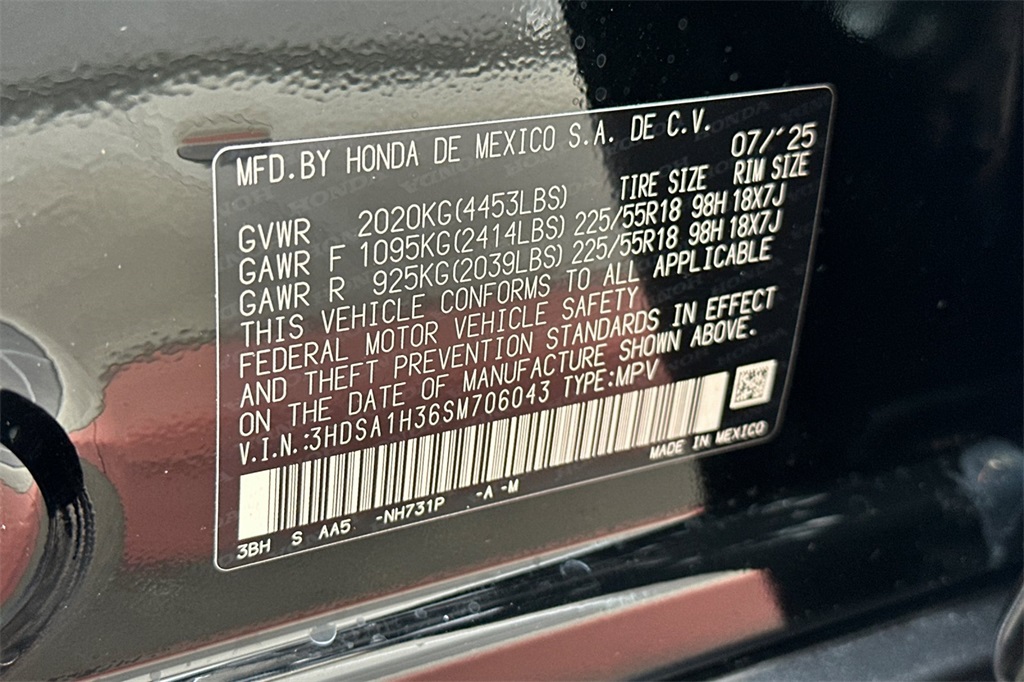 MFD.BY HONDA DE MEXICO S.A. DE C.V. 07/'25
TIRE SIZE RIM SIZE
GVWR 2020KG(4453LBS)
GAWR F 1095KG(2414LBS) 225/55R18 98H 18X7J
GAWR R 925KG(2039LBS) 225/55R18 98H 18X7J
THIS VEHICLE CONFORMS TO ALL APPLICABLE
FEDERAL MOTOR VEHICLE SAFETY
AND THEFT PREVENTION STANDARDS IN EFFECT
ON THE DATE OF MANUFACTURE SHOWN ABOVE.
V.I.N.:3HDSA1H36SM706043 TYPE:MPV
MADE IN MEXICO
3BH S AA5 -NH731P -A -M